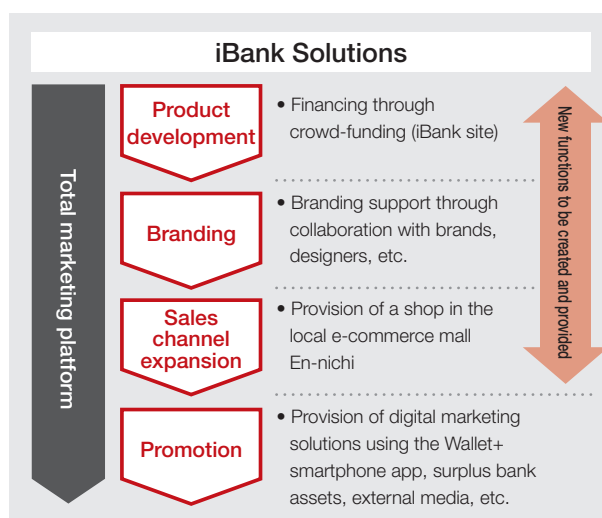 iBank Solutions
Total marketing platform
Product
development
• Financing through
crowd-funding (iBank site)
Branding
• Branding support through
collaboration with brands,
designers, etc.
Sales
channel
expansion
• Provision of a shop in the
local e-commerce mall
En-nichi
Promotion
• Provision of digital marketing
solutions using the Wallet+
smartphone app, surplus bank
assets, external media, etc.
New functions to be created and provided